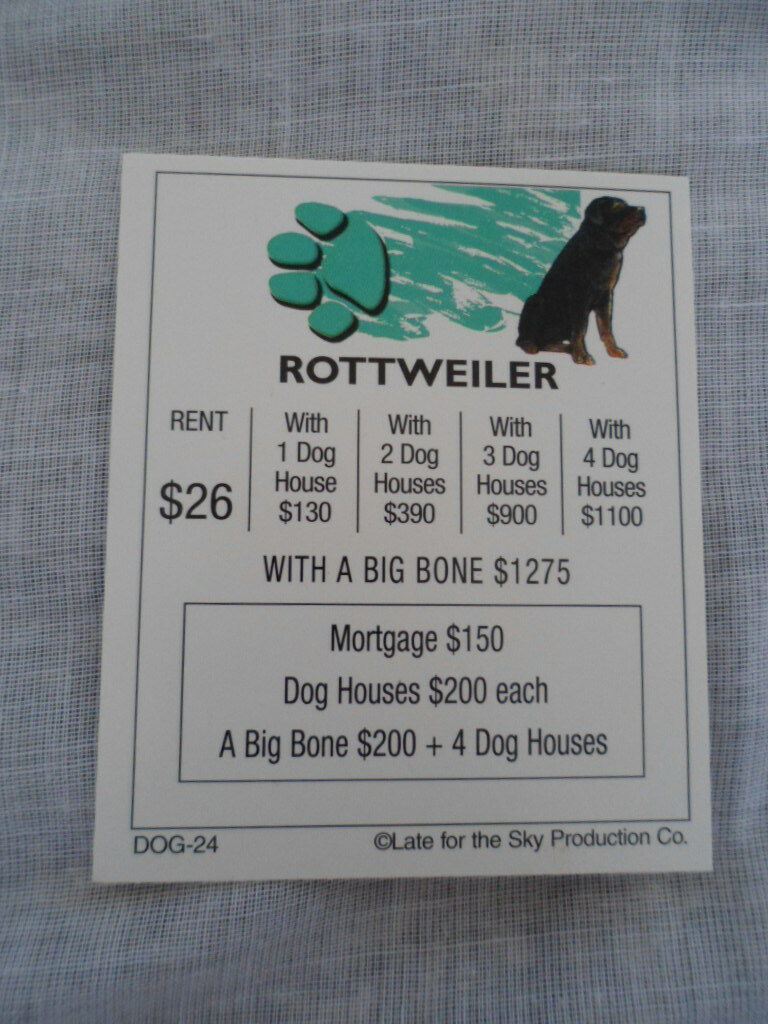 ROTTWEILER
RENT
$26
With
1 Dog
House
$130
With
2 Dog
Houses
$390
With
3 Dog
Houses
$900
With
4 Dog
Houses
$1100
WITH A BIG BONE $1275
Mortgage $150
Dog Houses $200 each
A Big Bone $200 + 4 Dog Houses
DOG-24
©Late for the Sky Production Co.